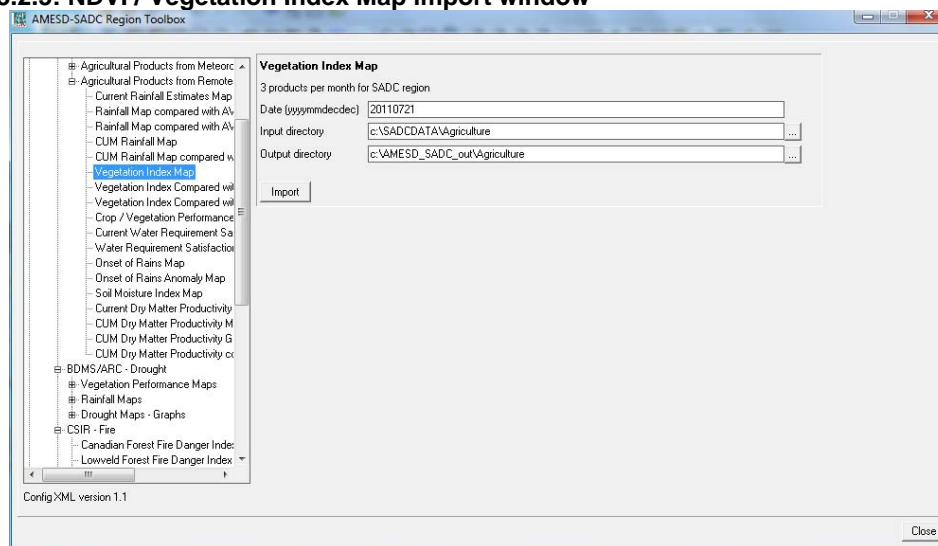 5.2.5: NDVI / Vegetation Index Map Import window
AMESD-SADC Region Toolbox
Agricultural Products from Meteorc
Agricultural Products from Remote
Current Rainfall Estimates Map
Rainfall Map compared with AV
Rainfall Map compared with AV
CUM Rainfall Map
CUM Rainfall Map compared w
Vegetation Index Map
Vegetation Index Compared wit
Vegetation Index Compared wit
Crop / Vegetation Performance
Current Water Requirement Sa
Water Requirement Satisfaction
Onset of Rains Map
Onset of Rains Anomaly Map
Soil Moisture Index Map
Current Dry Matter Productivity
CUM Dry Matter Productivity M
CUM Dry Matter Productivity G
CUM Dry Matter Productivity co
BDMS/ARC - Drought
Vegetation Performance Maps
Rainfall Maps
Drought Maps - Graphs
CSIR - Fire
Canadian Forest Fire Danger Index
Lowveld Forest Fire Danger Index
Config XML version 1.1
Vegetation Index Map
3 products per month for SADC region
Date (yyyymmdecdec) 20110721
Input directory c:\SADCDATA\Agriculture ...
Output directory c:\AMESD_SADC_out\Agriculture ...
Import
Close